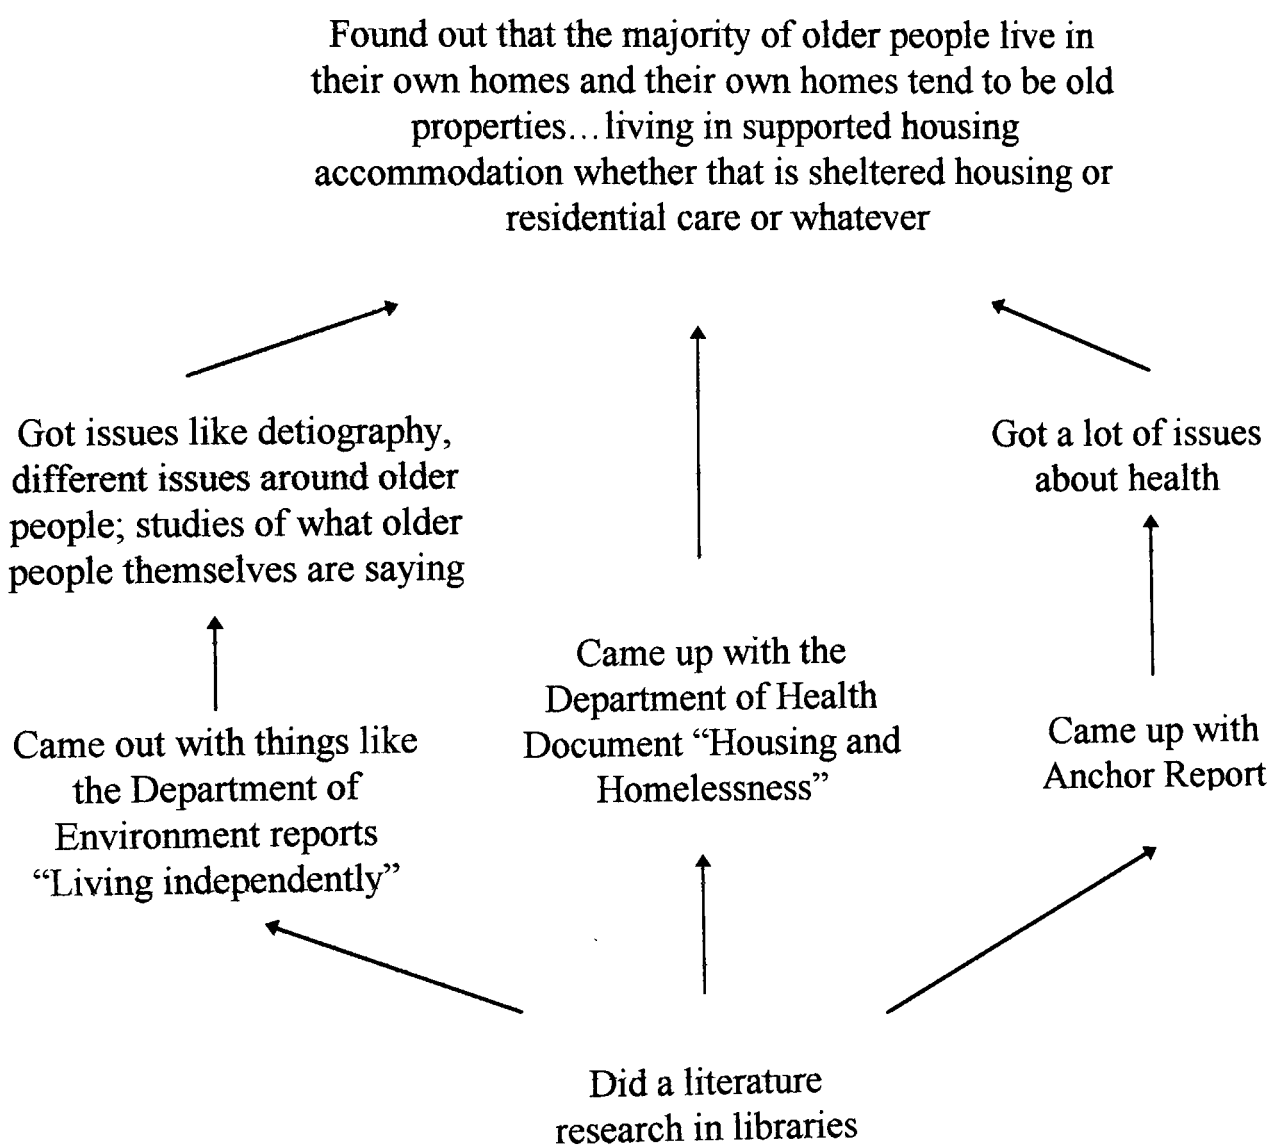 Found out that the majority of older people live in
their own homes and their own homes tend to be old
properties...living in supported housing
accommodation whether that is sheltered housing or
residential care or whatever
Got issues like detiography,
different issues around older
people; studies of what older
people themselves are saying
Got a lot of issues
about health
Came up with the
Department of Health
Document “Housing and
Homelessness”
Came out with things like
the Department of
Environment reports
“Living independently”
Came up with
Anchor Report
Did a literature
research in libraries